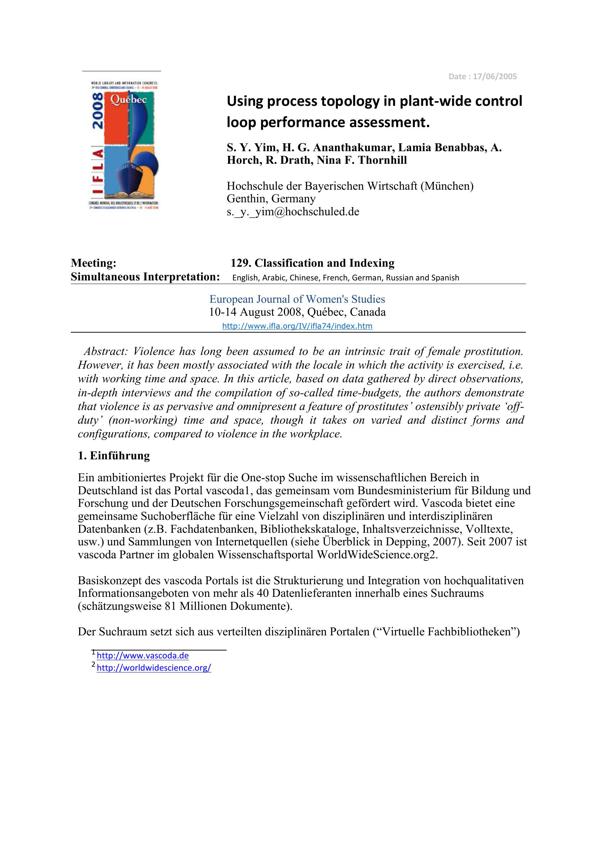 Date : 17/06/2005
WORLD LIBRARY AND INFORMATION CONGRESS:
2008
Québec
IFLA
Using process topology in plant-wide control
loop performance assessment.
S. Y. Yim, H. G. Ananthakumar, Lamia Benabbas, A.
Horch, R. Drath, Nina F. Thornhill
Hochschule der Bayerischen Wirtschaft (München)
Genthin, Germany
s._y._yim@hochschuled.de
Meeting: 129. Classification and Indexing
Simultaneous Interpretation: English, Arabic, Chinese, French, German, Russian and Spanish
European Journal of Women's Studies
10-14 August 2008, Québec, Canada
http://www.ifla.org/IV/ifla74/index.htm
Abstract: Violence has long been assumed to be an intrinsic trait of female prostitution.
However, it has been mostly associated with the locale in which the activity is exercised, i.e.
with working time and space. In this article, based on data gathered by direct observations,
in-depth interviews and the compilation of so-called time-budgets, the authors demonstrate
that violence is as pervasive and omnipresent a feature of prostitutes' ostensibly private 'off-
duty' (non-working) time and space, though it takes on varied and distinct forms and
configurations, compared to violence in the workplace.
1. Einführung
Ein ambitioniertes Projekt für die One-stop Suche im wissenschaftlichen Bereich in
Deutschland ist das Portal vascoda1, das gemeinsam vom Bundesministerium für Bildung und
Forschung und der Deutschen Forschungsgemeinschaft gefördert wird. Vascoda bietet eine
gemeinsame Suchoberfläche für eine Vielzahl von disziplinären und interdisziplinären
Datenbanken (z.B. Fachdatenbanken, Bibliothekskataloge, Inhaltsverzeichnisse, Volltexte,
usw.) und Sammlungen von Internetquellen (siehe Überblick in Depping, 2007). Seit 2007 ist
vascoda Partner im globalen Wissenschaftsportal WorldWideScience.org2.
Basiskonzept des vascoda Portals ist die Strukturierung und Integration von hochqualitativen
Informationsangeboten von mehr als 40 Datenlieferanten innerhalb eines Suchraums
(schätzungsweise 81 Millionen Dokumente).
Der Suchraum setzt sich aus verteilten disziplinären Portalen (“Virtuelle Fachbibliotheken”)
1 http://www.vascoda.de
2 http://worldwidescience.org/